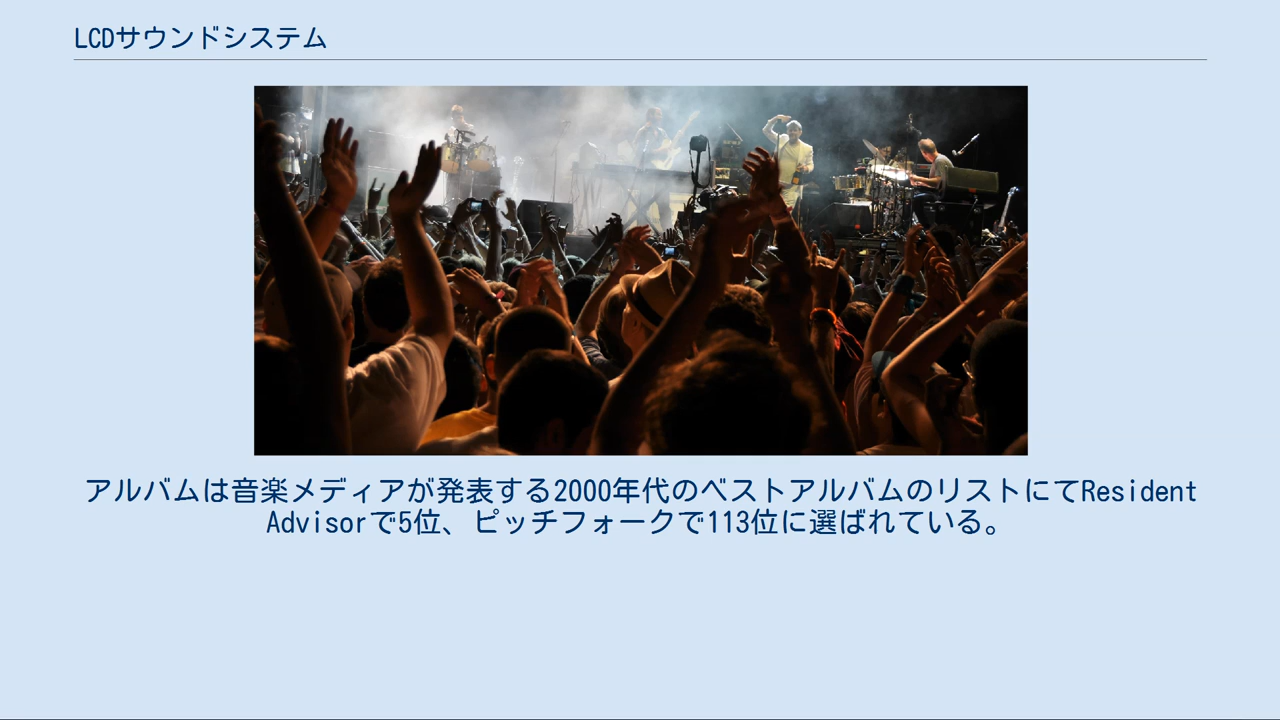 LCDサウンドシステム
アルバムは音楽メディアが発表する2000年代のベストアルバムのリストにてResident
Advisorで5位、ピッチフォークで113位に選ばれている。